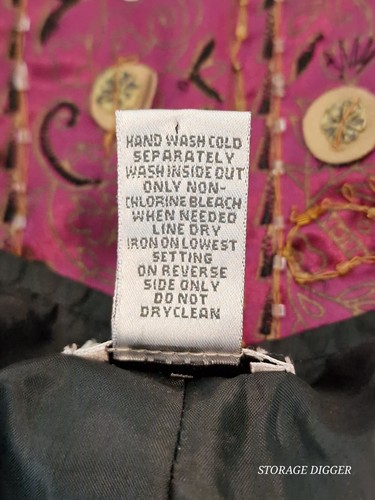 HAND WASH COLD
SEPARATELY
WASH INSIDE OUT
ONLY NON-
CHLORINE BLEACH
WHEN NEEDED
LINE DRY
IRON ON LOWEST
SETTING
ON REVERSE
SIDE ONLY
DO NOT
DRYCLEAN
STORAGE DIGGER